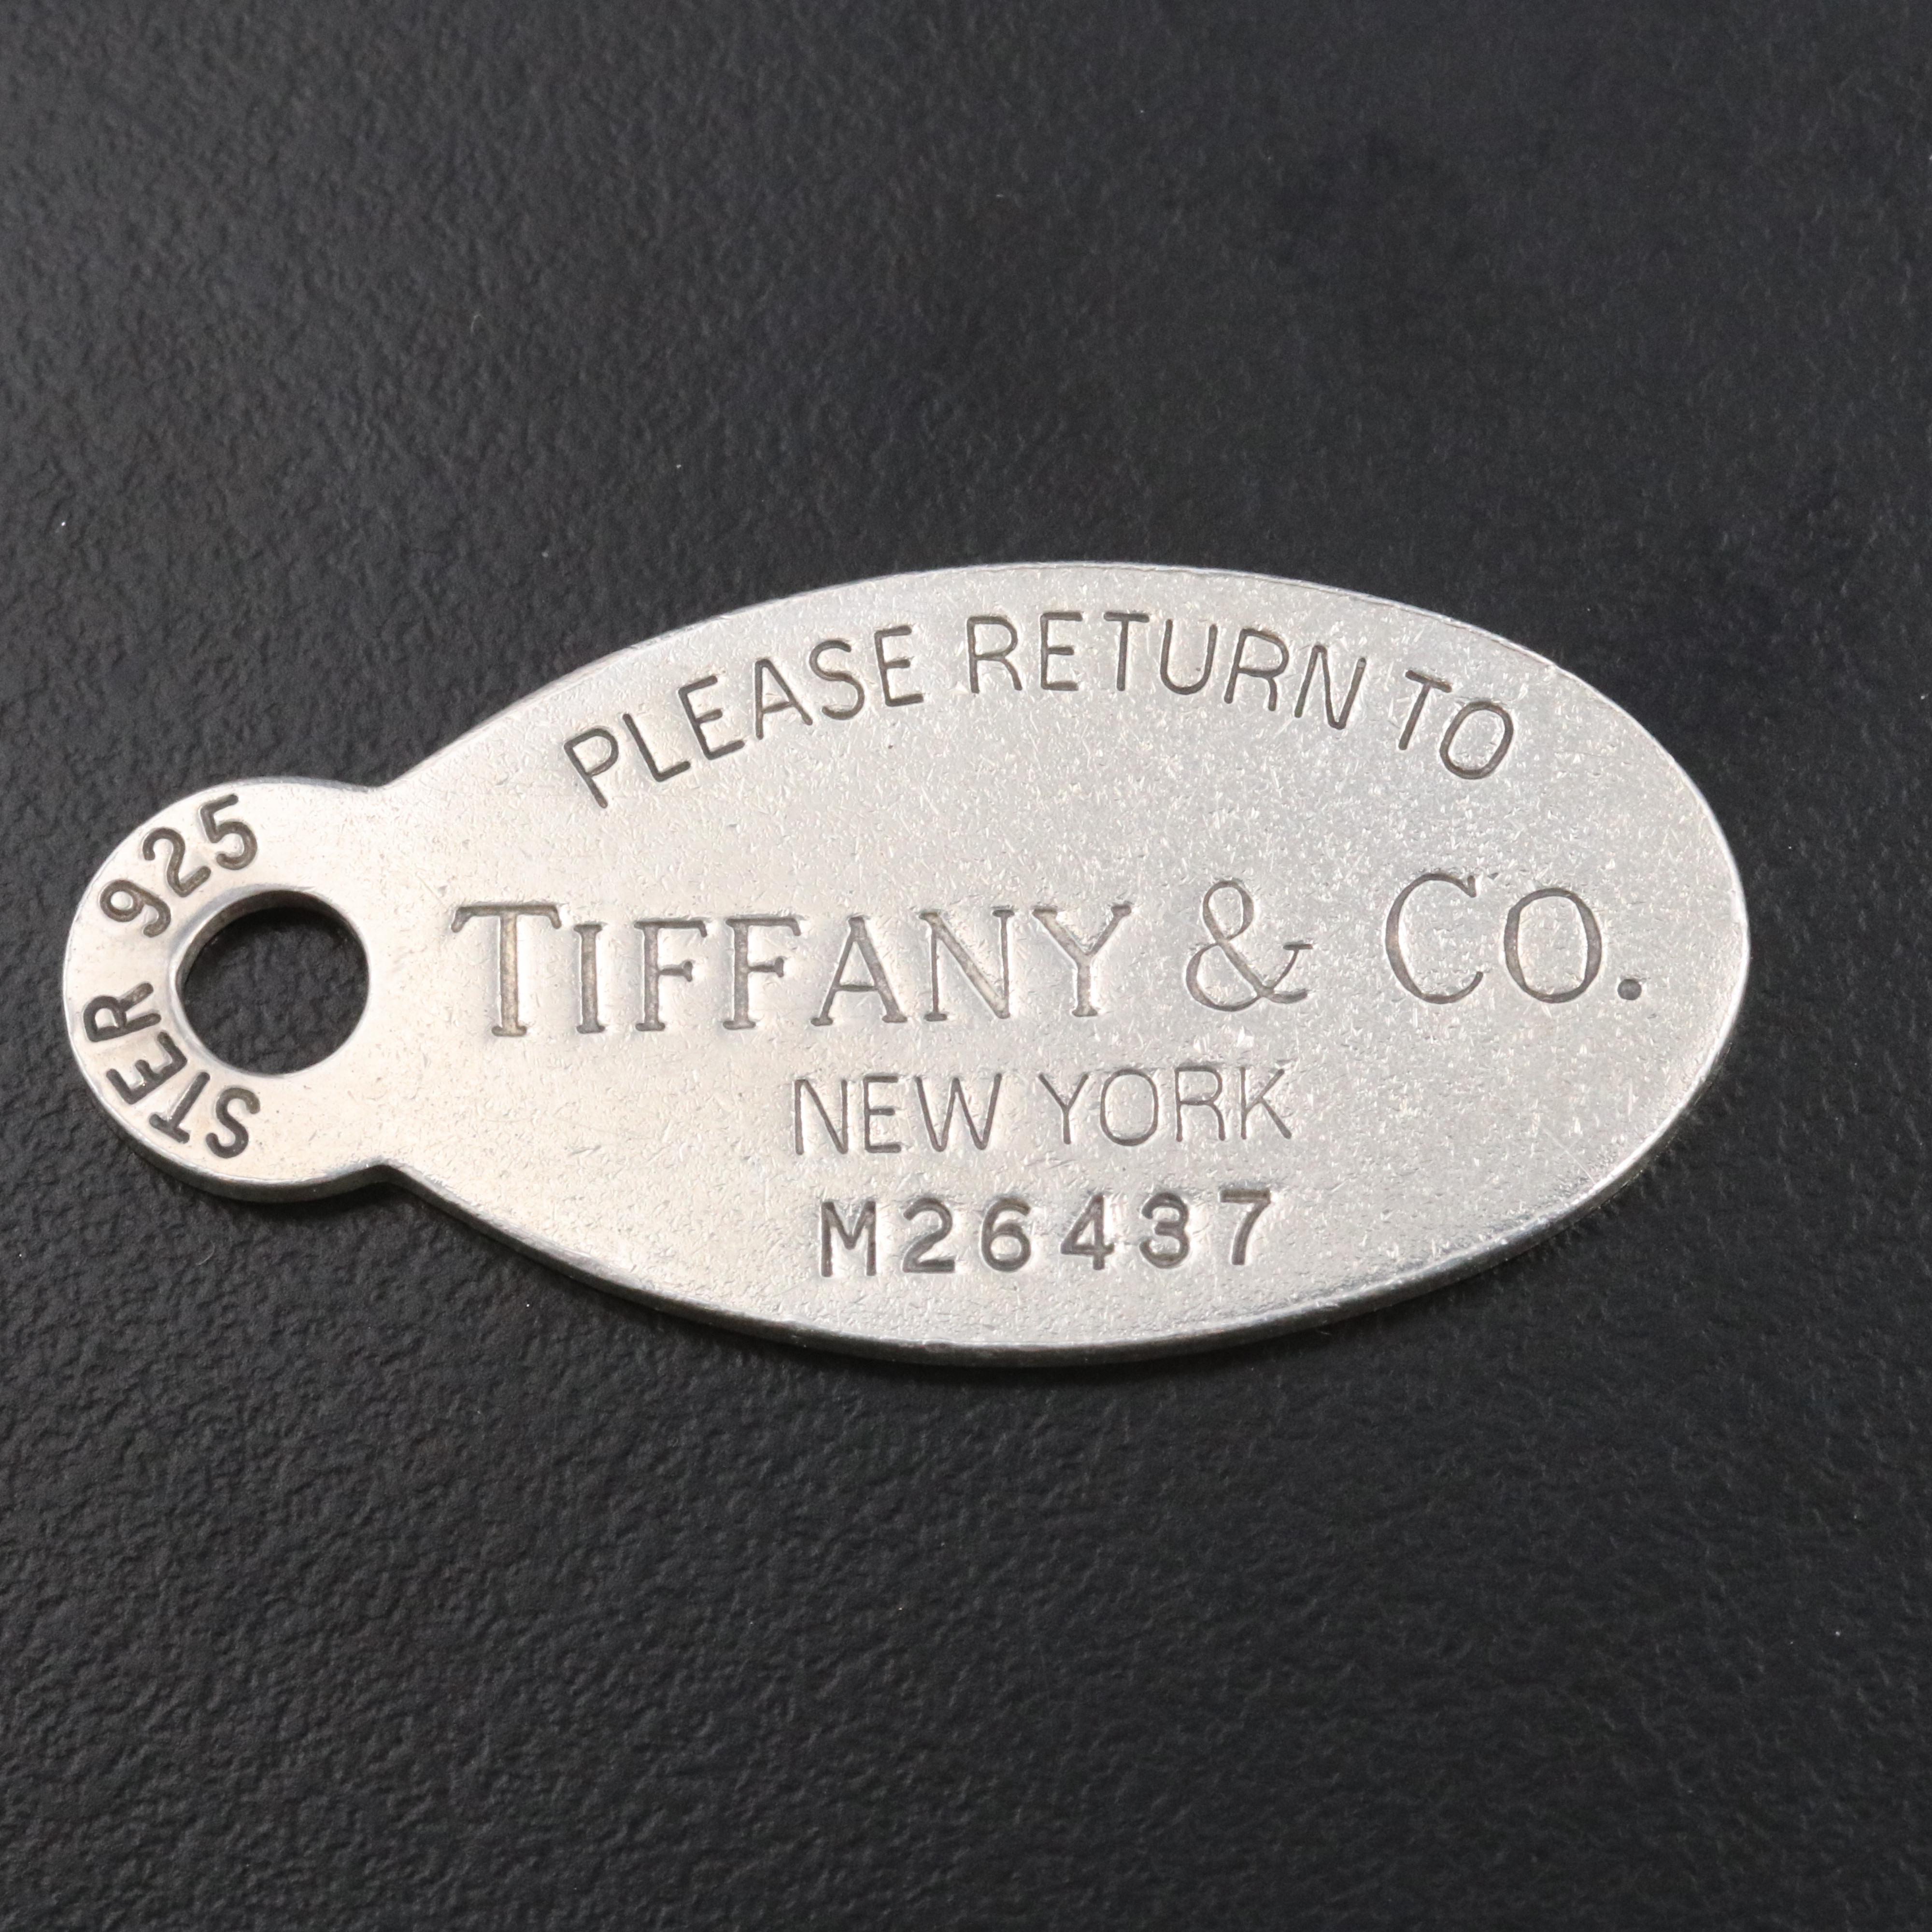 STER 925
PLEASE RETURN TO
TIFFANY & CO.
NEW YORK
M26437